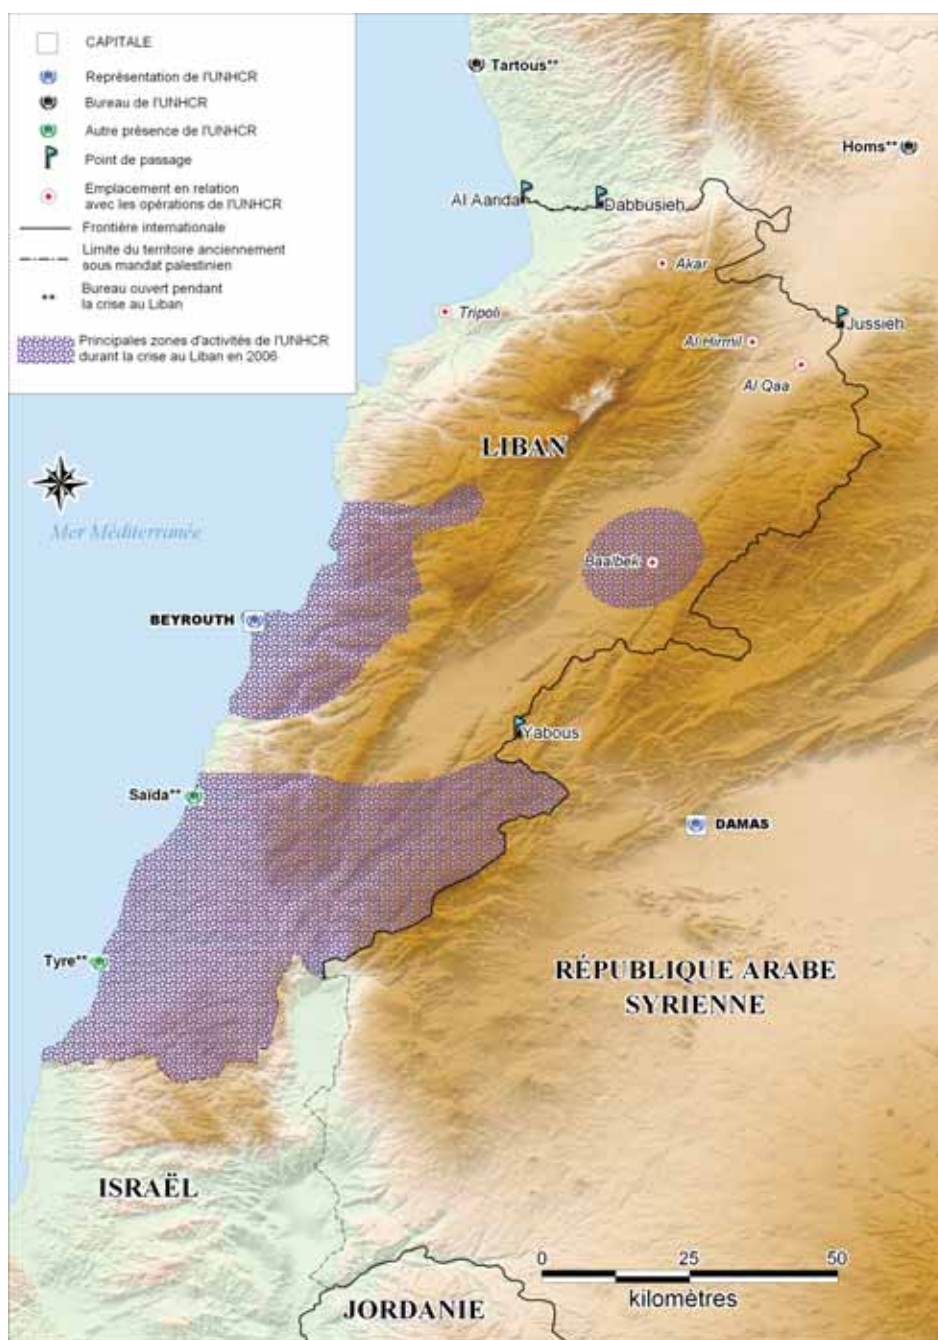 CAPITALE
Représentation de l'UNHCR
Bureau de l'UNHCR
Autre présence de l'UNHCR
Point de passage
Emplacement en relation
avec les opérations de l'UNHCR
Frontière internationale
Limite du territoire anciennement
sous mandat palestinien
** Bureau ouvert pendant
la crise au Liban
Principales zones d'activités de l'UNHCR
durant la crise au Liban en 2006
Tartous**
Homs**
Al Aarida
Dabbusieh
Akar
Tripoli
Jussieh
Al Hirmil
Al Qaa
LIBAN
Mer Méditerranée
Baalbek
BEYROUTH
Yabous
Saïda**
DAMAS
Tyre**
RÉPUBLIQUE ARABE
SYRIENNE
ISRAËL
0 25 50
kilomètres
JORDANIE